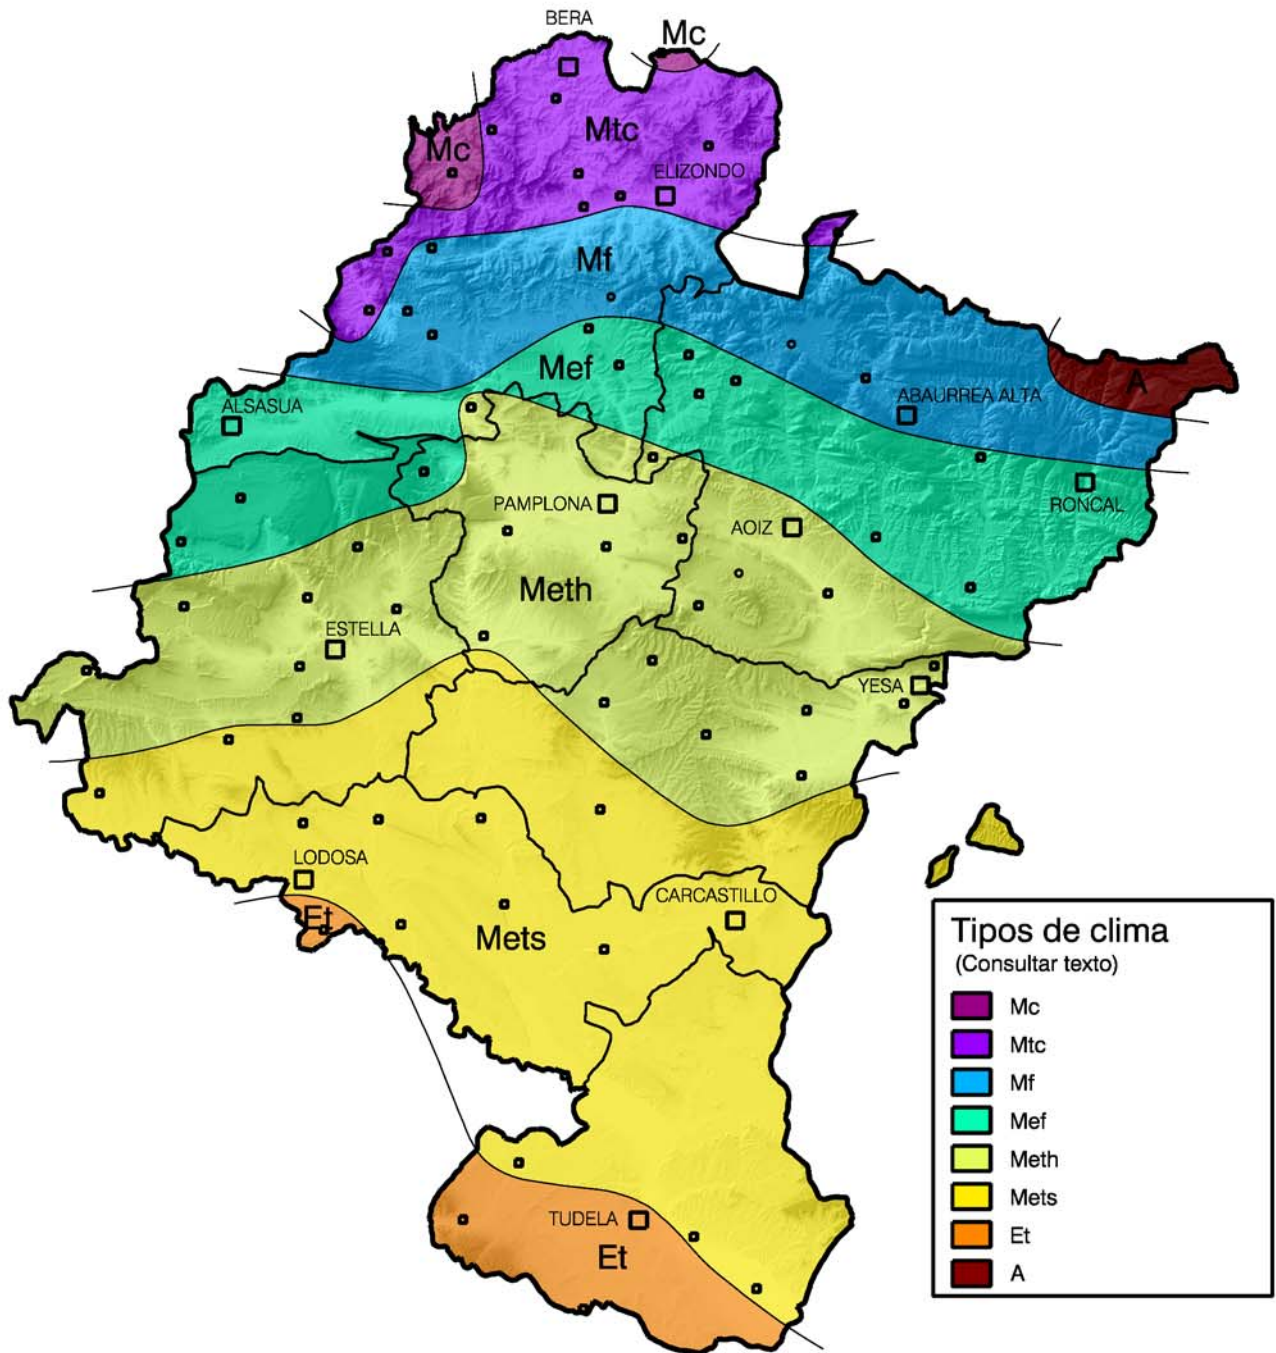 BERA
Mc
Mtc
Mc
ELIZONDO
Mf
Mef
A
ABAURREA ALTA
ALSASUA
PAMPLONA
RONCAL
AOIZ
Meth
ESTELLA
YESA
LODOSA
CARCASTILLO
Et
Mets
TUDELA
Et
Tipos de clima
(Consultar texto)
Mc
Mtc
Mf
Mef
Meth
Mets
Et
A